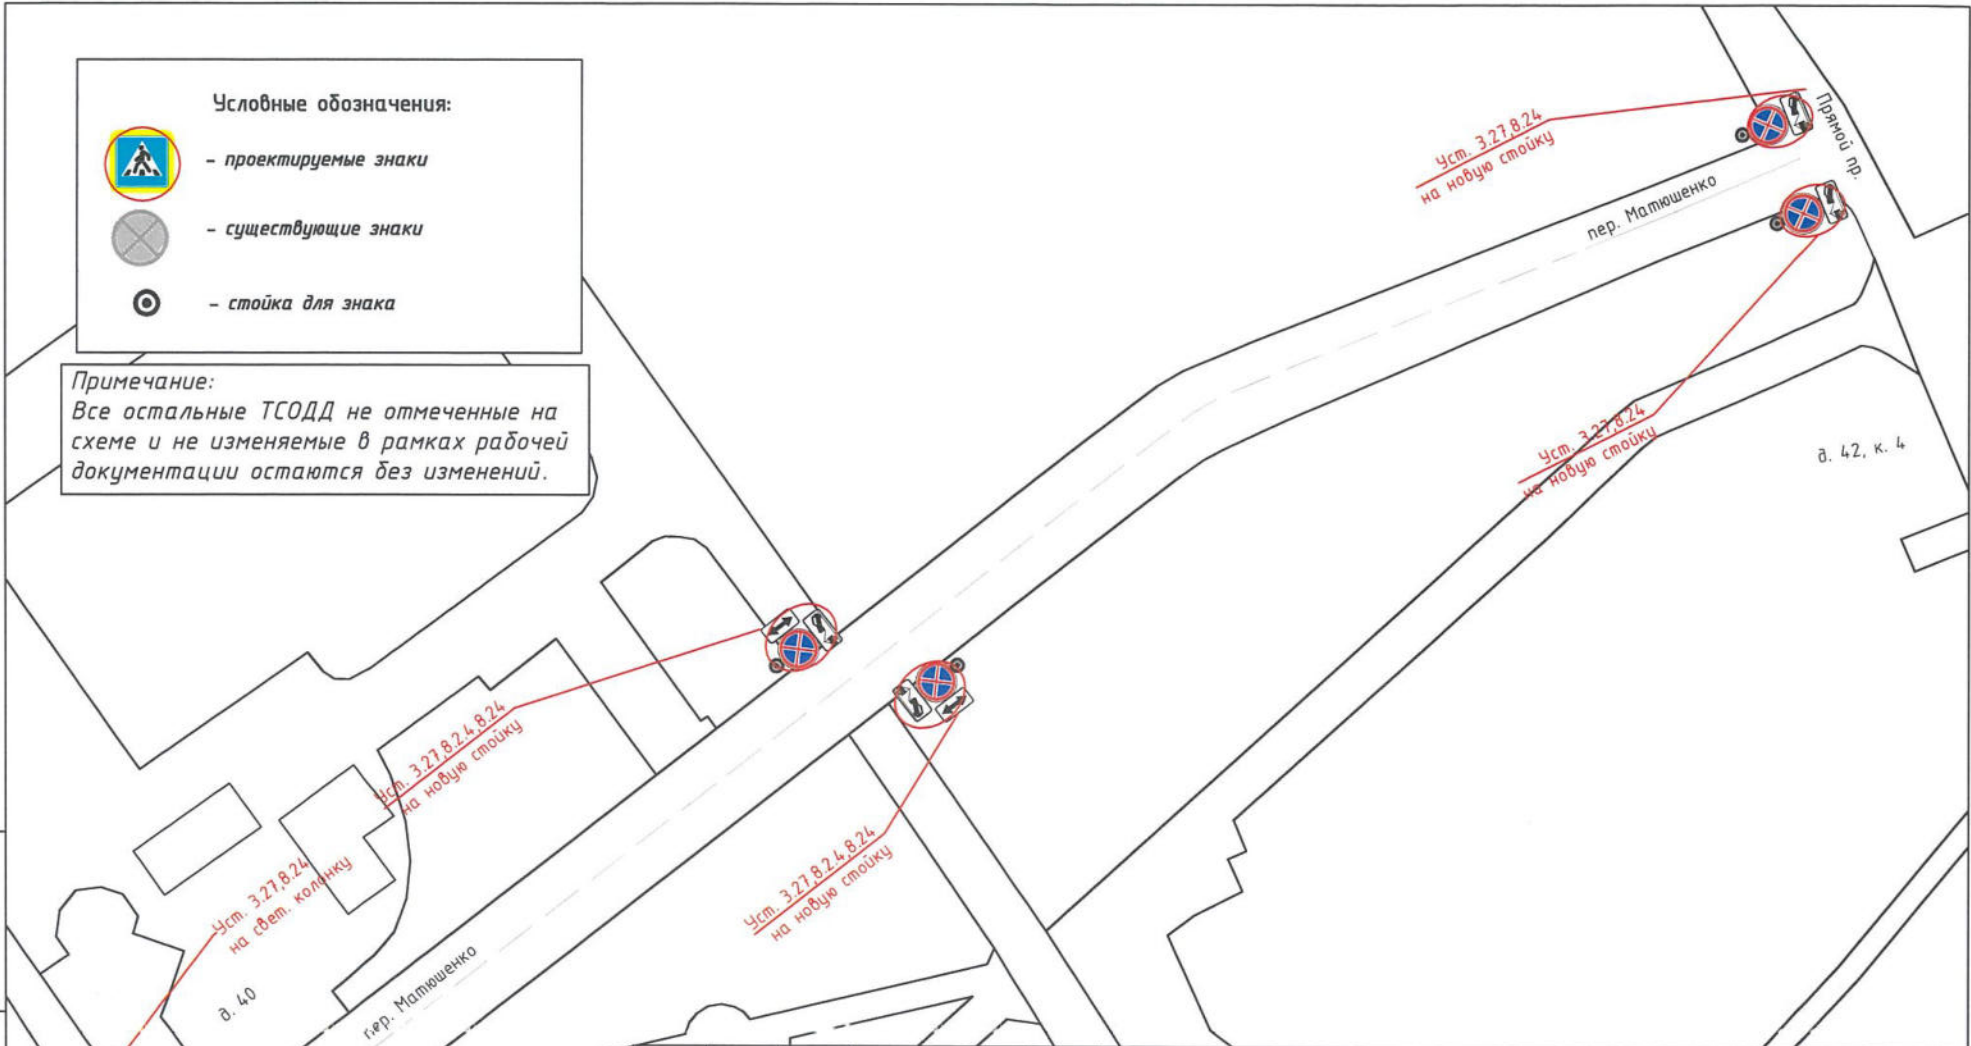 Условные обозначения:
- проектируемые знаки
- существующие знаки
- стойка для знака
Примечание:
Все остальные ТСОДД не отмеченные на
схеме и не изменяемые в рамках рабочей
документации остаются без изменений.
Уст. 3.27,8.24
на новую стойку
Прямой пр.
пер. Матюшенко
Уст. 3.27,8.24
на новую стойку
д. 42, к. 4
Уст. 3.27,8.2.4,8.24
на новую стойку
Уст. 3.27,8.2.4,8.24
на новую стойку
Уст. 3.27,8.24
на свет. колонку
д. 40
пер. Матюшенко